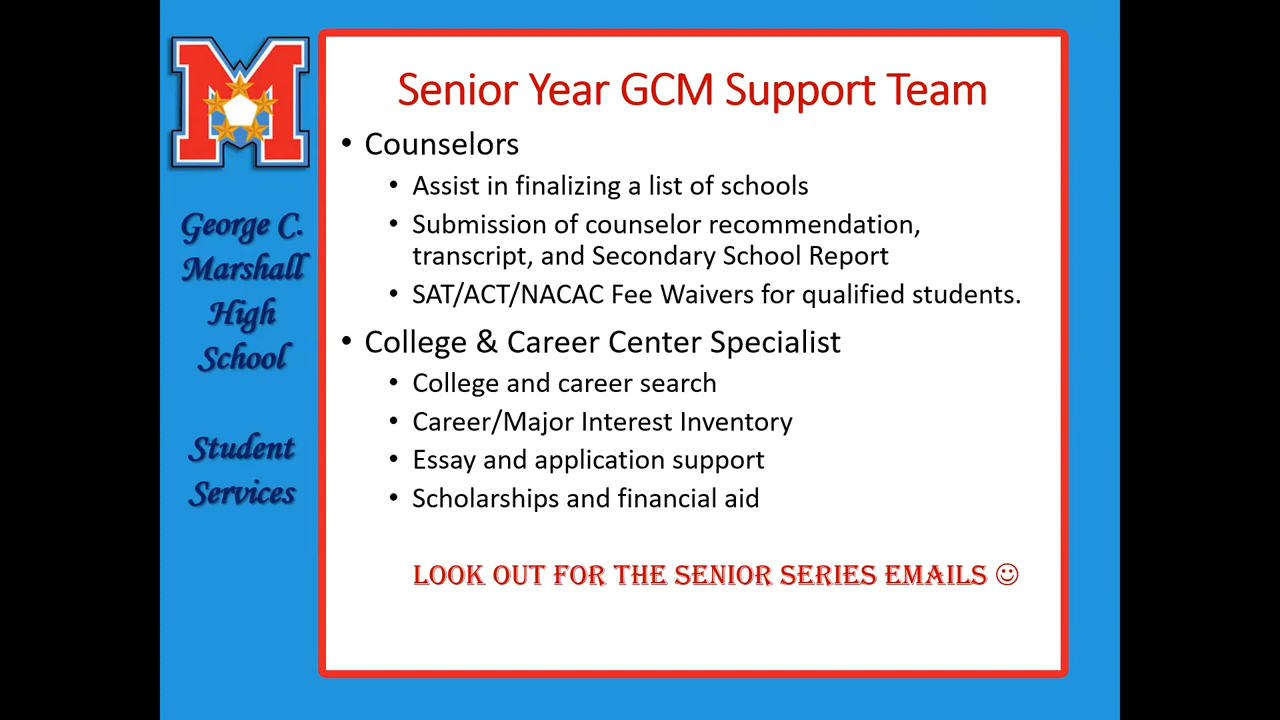 M
George C.
Marshall
High
School
Student
Services
Senior Year GCM Support Team
• Counselors
• Assist in finalizing a list of schools
• Submission of counselor recommendation,
transcript, and Secondary School Report
• SAT/ACT/NACAC Fee Waivers for qualified students.
• College & Career Center Specialist
• College and career search
• Career/Major Interest Inventory
• Essay and application support
• Scholarships and financial aid
LOOK OUT FOR THE SENIOR SERIES EMAILS ☺